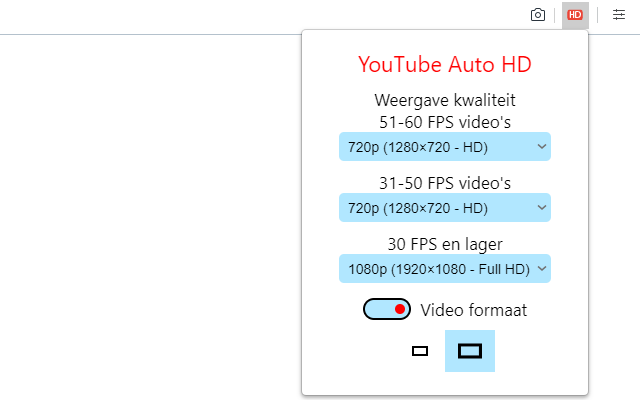 HD
YouTube Auto HD
Weergave kwaliteit
51-60 FPS video's
720p (1280×720 - HD)
31-50 FPS video's
720p (1280×720 - HD)
30 FPS en lager
1080p (1920×1080 - Full HD)
Video formaat